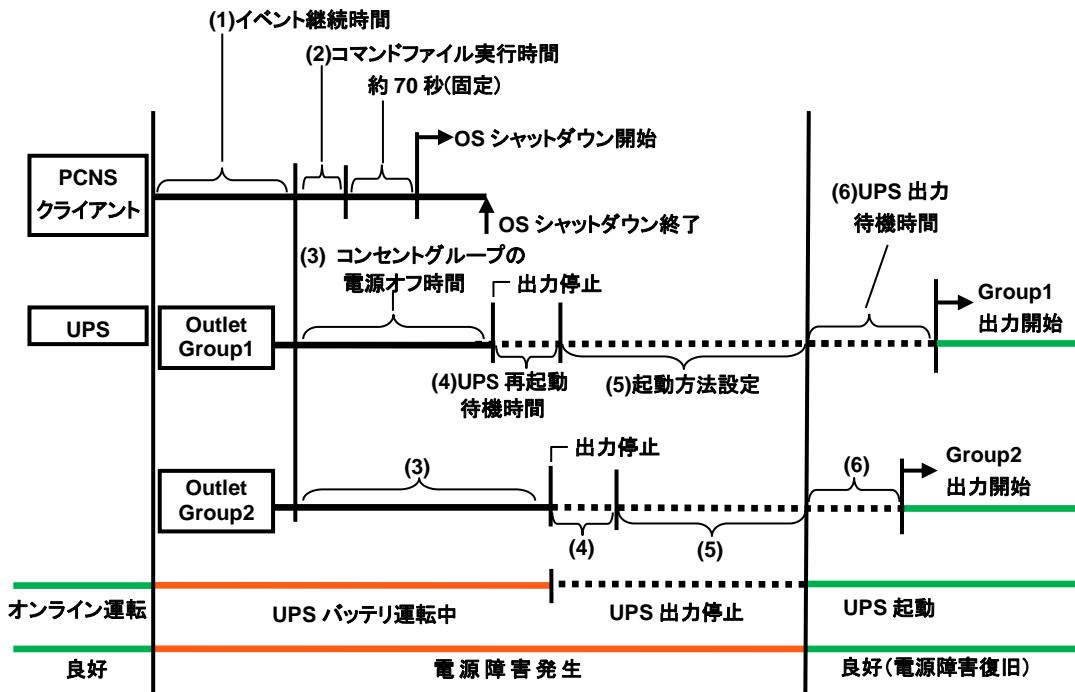 (1)イベント継続時間
(2)コマンドファイル実行時間
約 70 秒(固定)
OS シャットダウン開始
PCNS
クライアント
OS シャットダウン終了
(6)UPS 出力
待機時間
(3) コンセントグループの
電源オフ時間
出力停止
Group1
出力開始
UPS
Outlet
Group1
(4)UPS 再起動
待機時間
(5)起動方法設定
出力停止
(3)
(6)
Group2
出力開始
Outlet
Group2
(4)
(5)
オンライン運転
UPS バッテリ運転中
UPS 出力停止
UPS 起動
良好
電 源 障 害 発 生
良好(電源障害復旧)